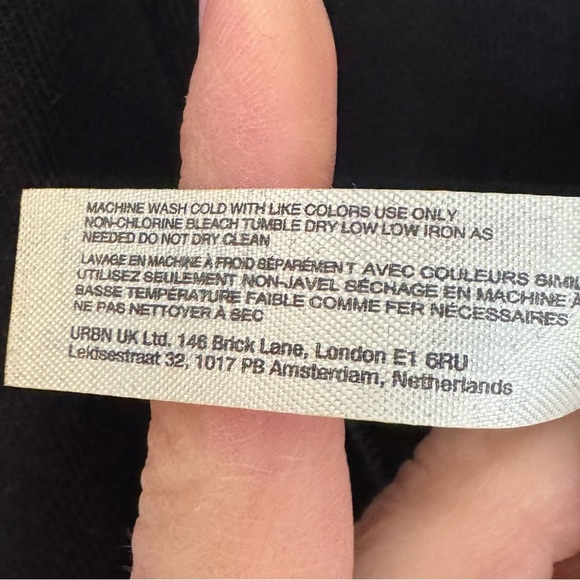 MACHINE WASH COLD WITH LIKE COLORS USE ONLY
NON-CHLORINE BLEACH TUMBLE DRY LOW LOW IRON AS
NEEDED DO NOT DRY CLEAN
LAVAGE EN MACHINE À FROID SÉPARÉMENT AVEC COULEURS
UTILISEZ SEULEMENT NON-JAVEL SÉCHAGE EN MACHINE À
BASSE TEMPÉRATURE FAIBLE COMME FER NÉCESSAIRES
NE PAS NETTOYER À SEC
URBN UK Ltd. 146 Brick Lane, London E1 6RU
Leidsestraat 32, 1017 PB Amsterdam, Netherlands